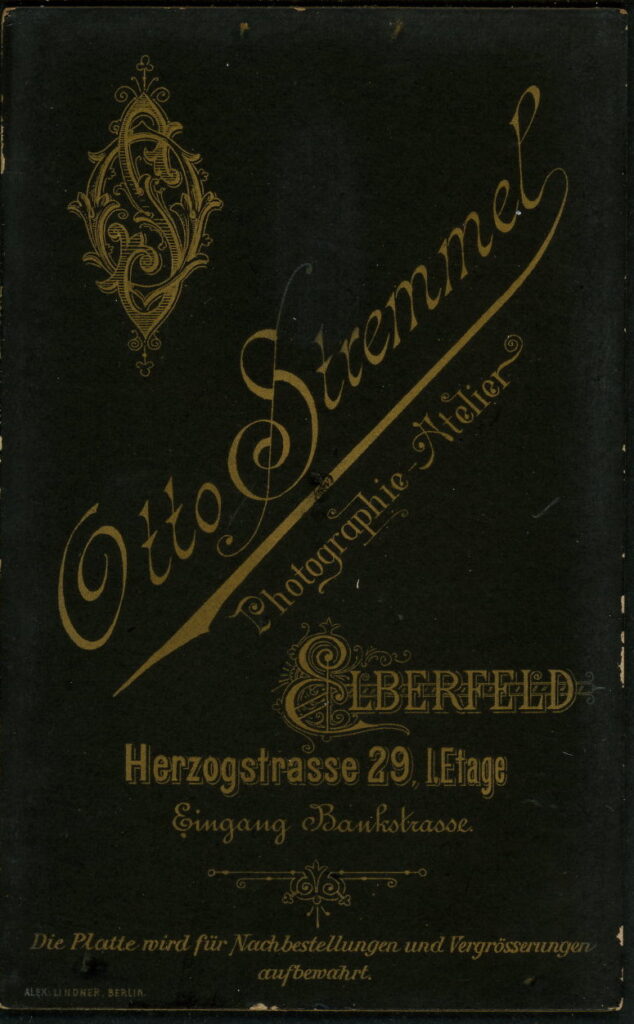 OS
Otto Stremmel
Photographie-Atelier
ELBERFELD
Herzogstrasse 29, I. Etage
Eingang Bankstrasse.
Die Platte wird für Nachbestellungen und Vergrösserungen
aufbewahrt.
ALEX. LINDNER, BERLIN.